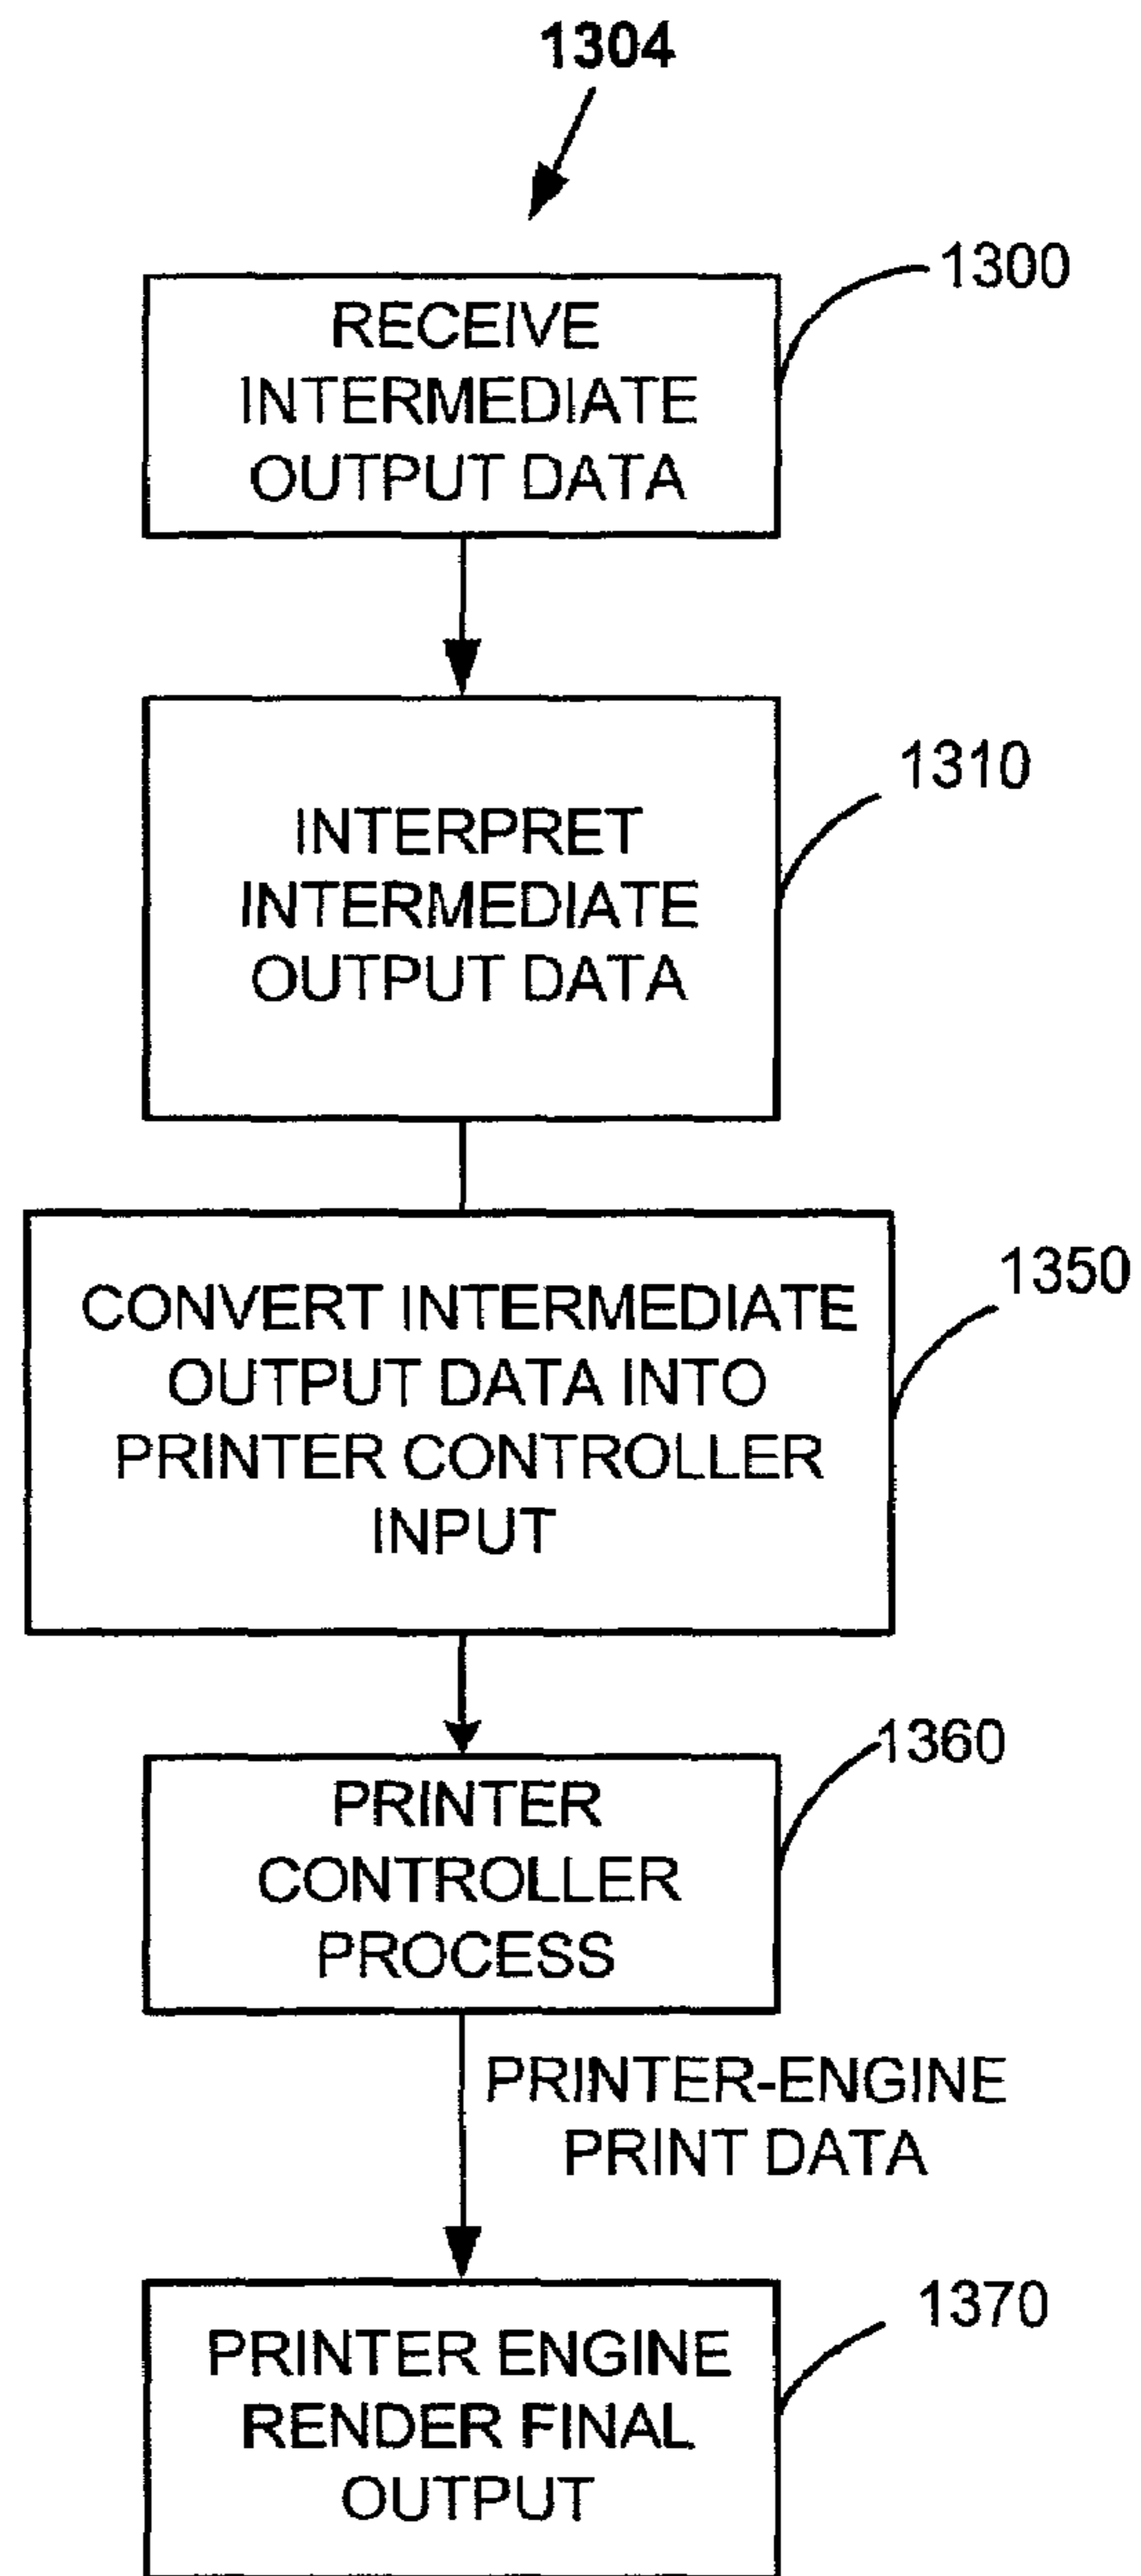 1304
1300
RECEIVE
INTERMEDIATE
OUTPUT DATA
1310
INTERPRET
INTERMEDIATE
OUTPUT DATA
1350
CONVERT INTERMEDIATE
OUTPUT DATA INTO
PRINTER CONTROLLER
INPUT
1360
PRINTER
CONTROLLER
PROCESS
PRINTER-ENGINE
PRINT DATA
1370
PRINTER ENGINE
RENDER FINAL
OUTPUT